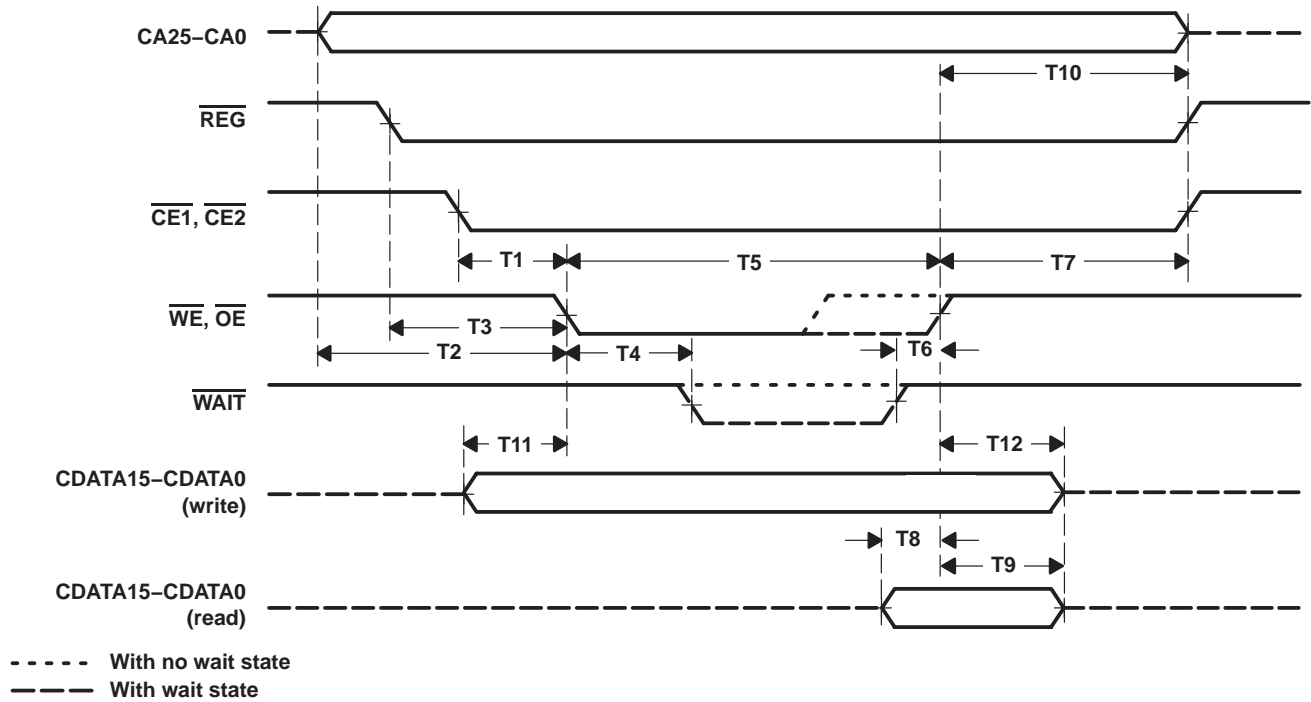 CA25–CA0
T10
REG
CE1, CE2
T1
T5
T7
WE, OE
T3
T6
T2
T4
WAIT
T11
T12
CDATA15–CDATA0
(write)
T8
T9
CDATA15–CDATA0
(read)
With no wait state
With wait state